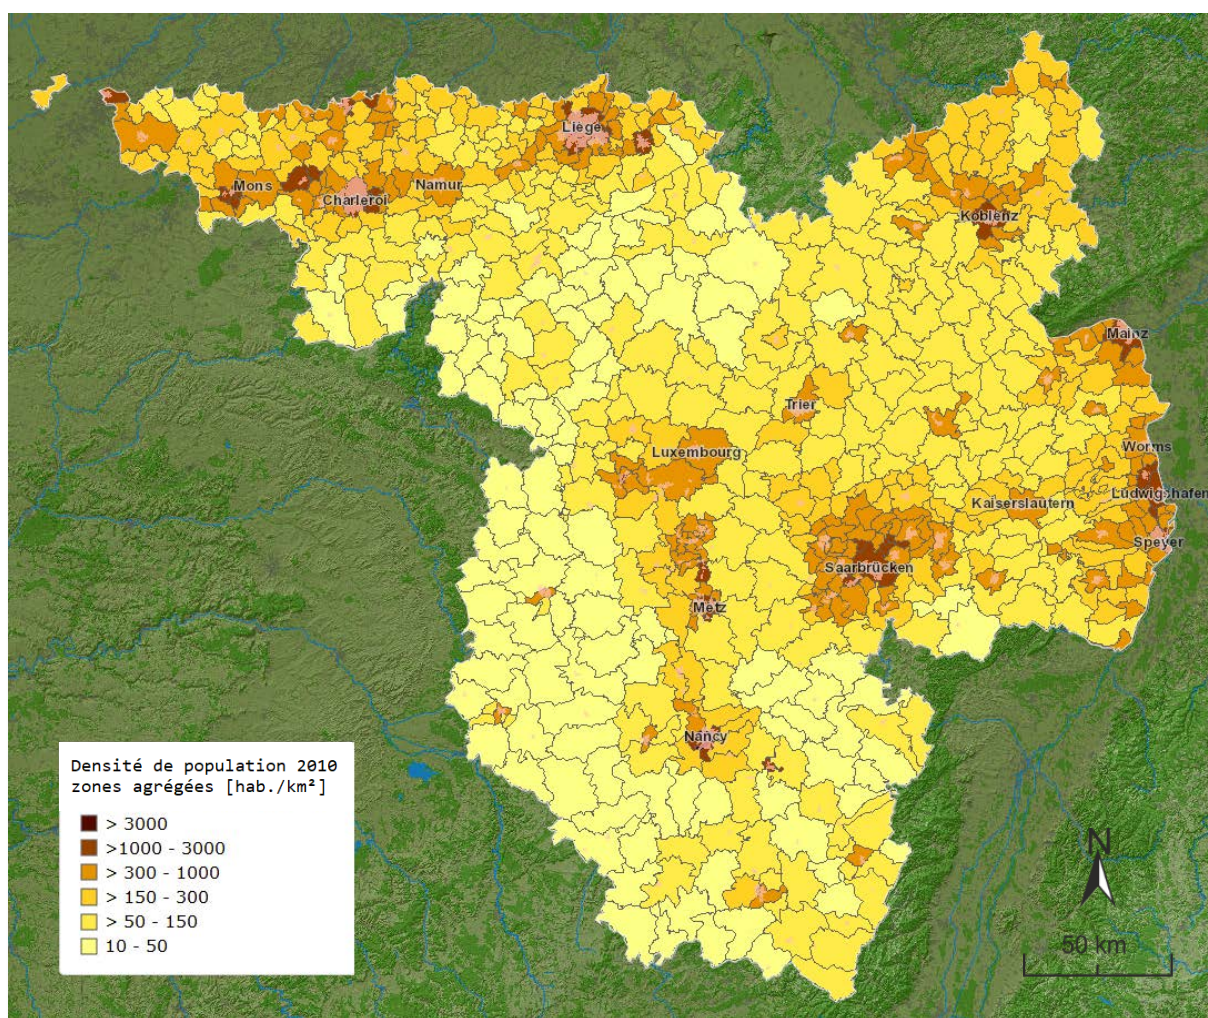 Liège
Mons
Namur
Charleroi
Koblenz
Mainz
Trier
Worms
Luxembourg
Ludwigshafen
Kaiserslautern
Speyer
Saarbrücken
Metz
Nancy
Densité de population 2010
zones agrégées [hab./km²]
> 3000
>1000 - 3000
> 300 - 1000
> 150 - 300
> 50 - 150
10 - 50
N
50 km